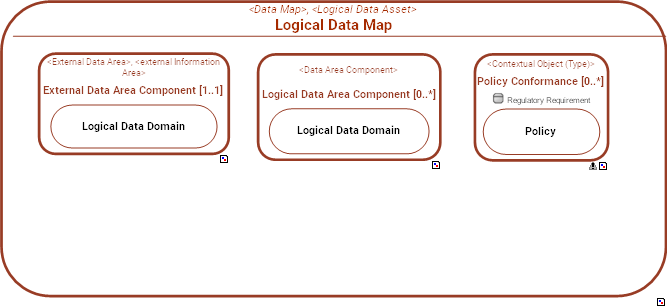 <Data Map>, <Logical Data Asset>
Logical Data Map
<External Data Area>, <external Information
Area>
External Data Area Component [1..1]
Logical Data Domain
<Data Area Component>
Logical Data Area Component [0..*]
Logical Data Domain
<Contextual Object (Type)>
Policy Conformance [0..*]
Regulatory Requirement
Policy